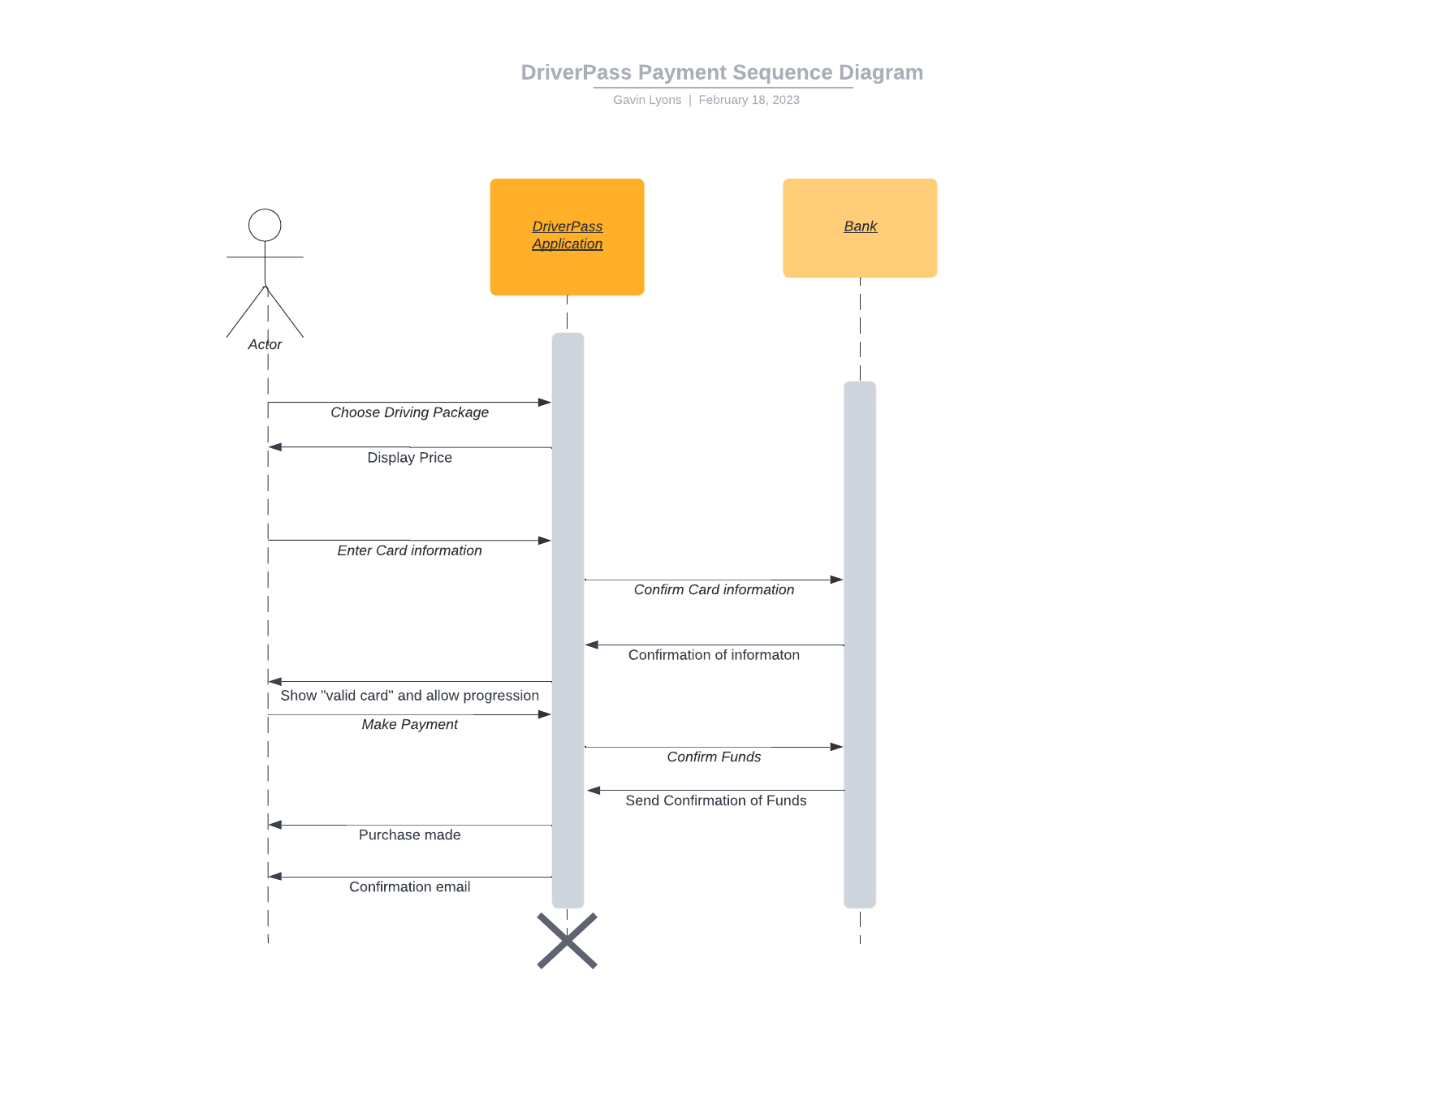 DriverPass Payment Sequence Diagram
Gavin Lyons | February 18, 2023
DriverPass
Application
Bank
Actor
Choose Driving Package
Display Price
Enter Card information
Confirm Card information
Confirmation of informaton
Show "valid card" and allow progression
Make Payment
Confirm Funds
Send Confirmation of Funds
Purchase made
Confirmation email